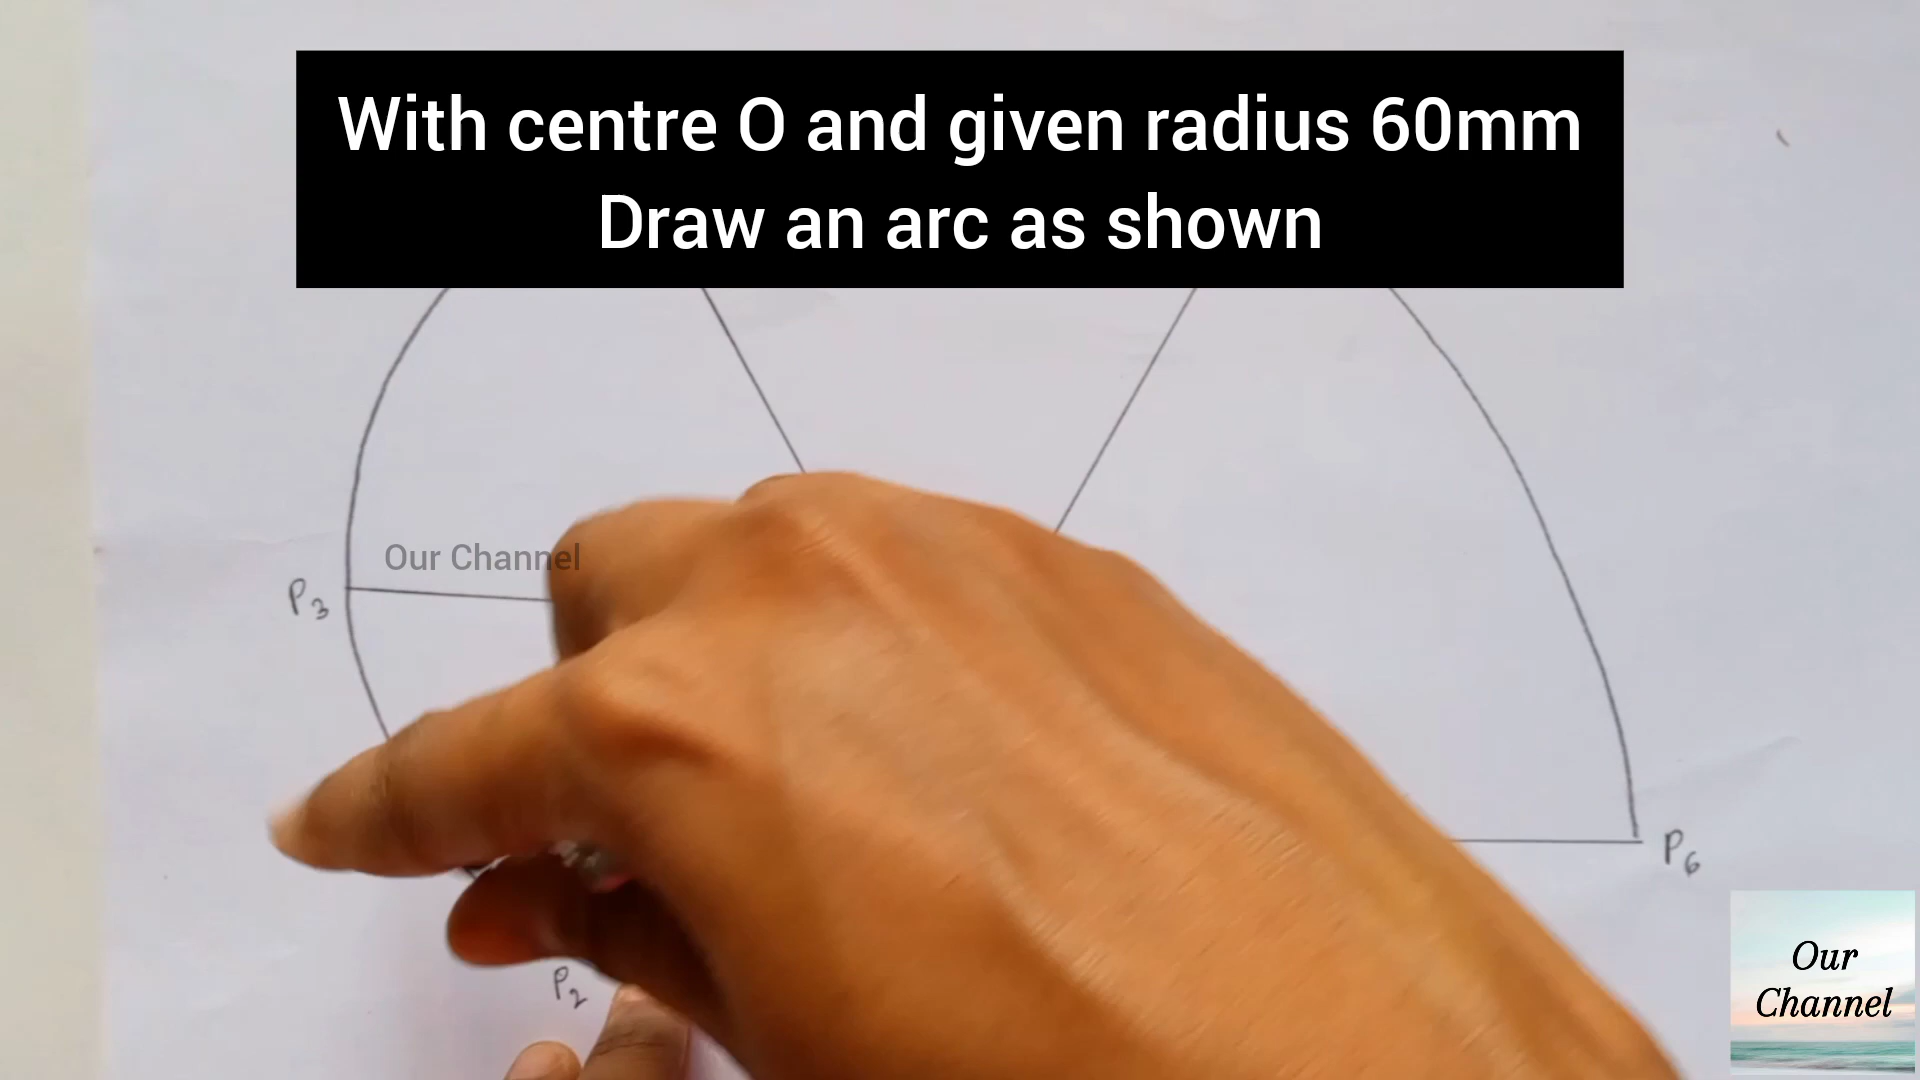 With centre O and given radius 60mm
Draw an arc as shown
Our Channel
P3
P6
P2
Our
Channel